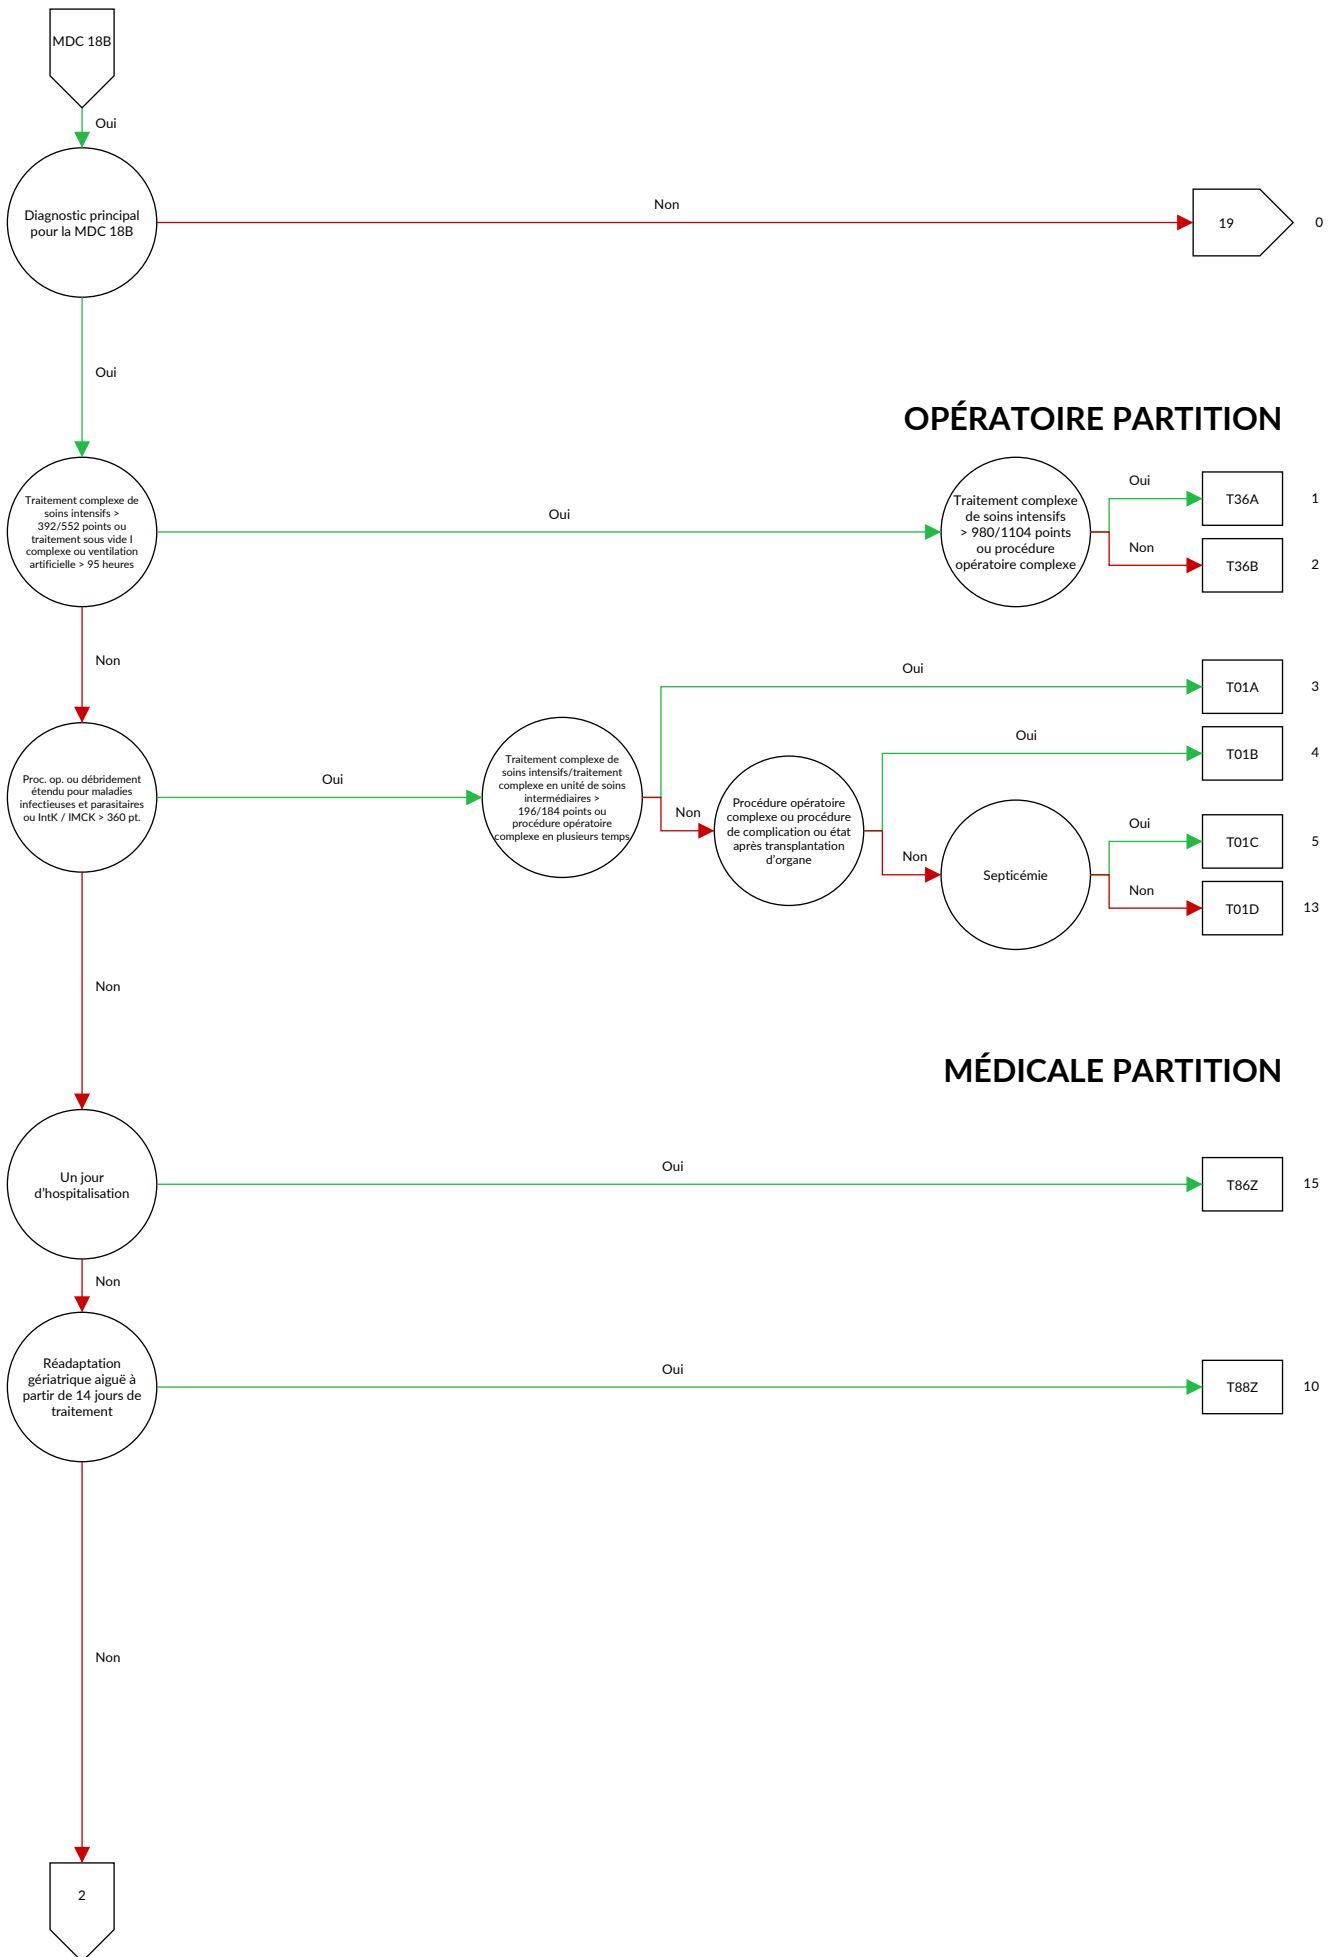 MDC 18B
Oui
Diagnostic principal
pour la MDC 18B
Non
19
0
Oui
OPÉRATOIRE PARTITION
Traitement complexe de
soins intensifs >
392/552 points ou
traitement sous vide I
complexe ou ventilation
artificielle > 95 heures
Oui
Traitement complexe
de soins intensifs
> 980/1104 points
ou procédure
opératoire complexe
Oui
T36A
1
Non
T36B
2
Non
Proc. op. ou débridement
étendu pour maladies
infectieuses et parasitaires
ou IntK / IMCK > 360 pt.
Oui
Traitement complexe de
soins intensifs/traitement
complexe en unité de soins
intermédiaires >
196/184 points ou
procédure opératoire
complexe en plusieurs temps
Oui
T01A
3
Non
Procédure opératoire
complexe ou procédure
de complication ou état
après transplantation
d'organe
Oui
T01B
4
Non
Septicémie
Oui
T01C
5
Non
T01D
13
Non
MÉDICALE PARTITION
Un jour
d'hospitalisation
Oui
T86Z
15
Non
Réadaptation
gériatrique aiguë à
partir de 14 jours de
traitement
Oui
T88Z
10
Non
2